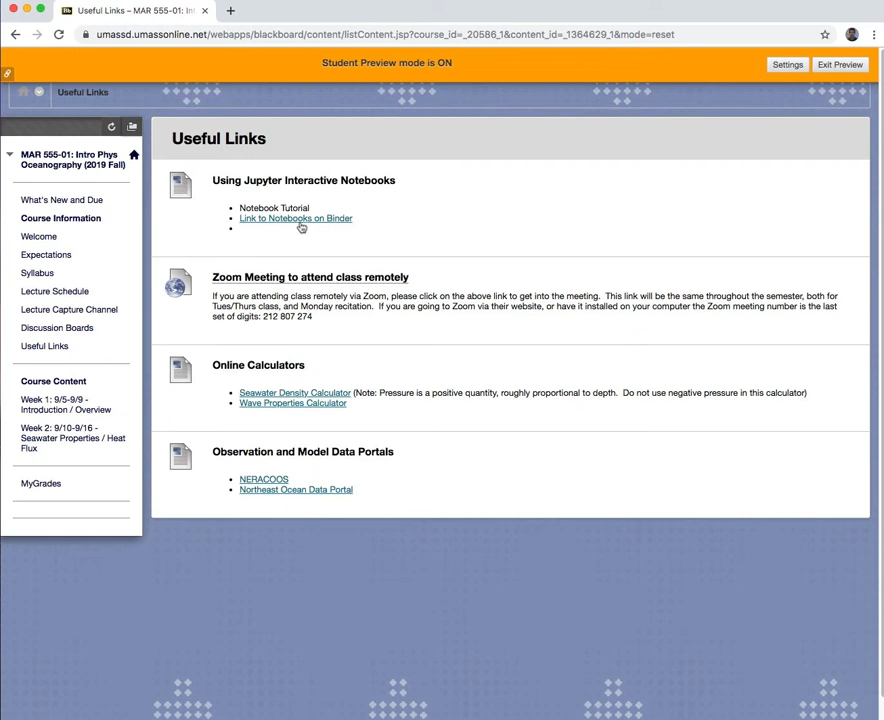 Useful Links – MAR 555-01: Int
umassd.umassonline.net/webapps/blackboard/content/listContent.jsp?course_id=_20586_1&content_id=_1364629_1&mode=reset
Student Preview mode is ON
Settings
Exit Preview
Useful Links
MAR 555-01: Intro Phys
Oceanography (2019 Fall)
What's New and Due
Course Information
Welcome
Expectations
Syllabus
Lecture Schedule
Lecture Capture Channel
Discussion Boards
Useful Links
Course Content
Week 1: 9/5-9/9 -
Introduction / Overview
Week 2: 9/10-9/16 -
Seawater Properties / Heat
Flux
MyGrades
Useful Links
Using Jupyter Interactive Notebooks
Notebook Tutorial
Link to Notebooks on Binder
Zoom Meeting to attend class remotely
If you are attending class remotely via Zoom, please click on the above link to get into the meeting. This link will be the same throughout the semester, both for
Tues/Thurs class, and Monday recitation. If you are going to Zoom via their website, or have it installed on your computer the Zoom meeting number is the last
set of digits: 212 807 274
Online Calculators
Seawater Density Calculator (Note: Pressure is a positive quantity, roughly proportional to depth. Do not use negative pressure in this calculator)
Wave Properties Calculator
Observation and Model Data Portals
NERACOOS
Northeast Ocean Data Portal